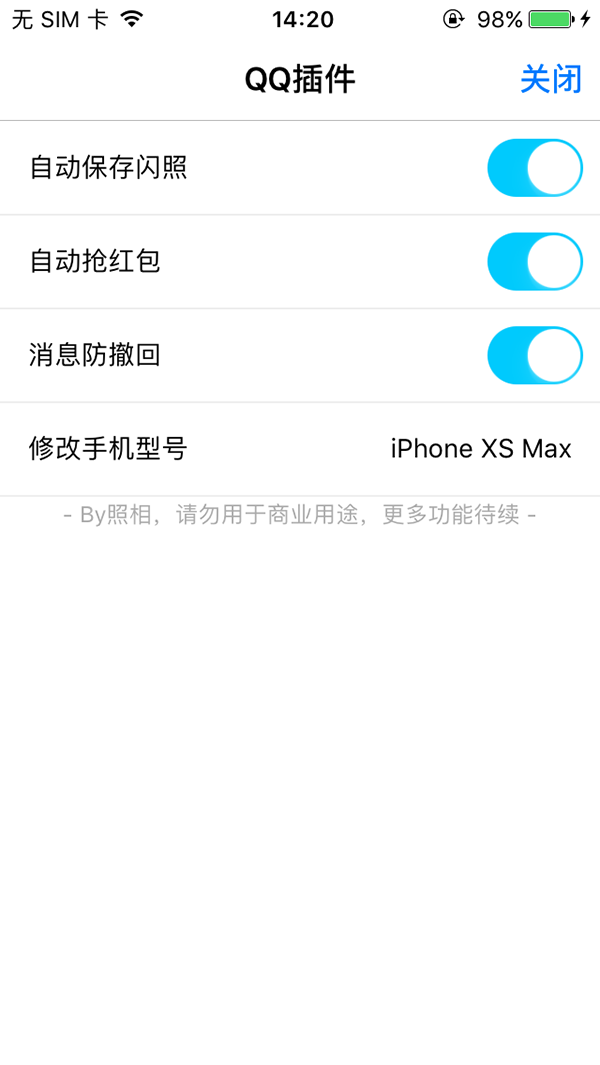 无 SIM 卡 14:20 98%
QQ插件 关闭
自动保存闪照
自动抢红包
消息防撤回
修改手机型号 iPhone XS Max
- By照相，请勿用于商业用途，更多功能待续 -